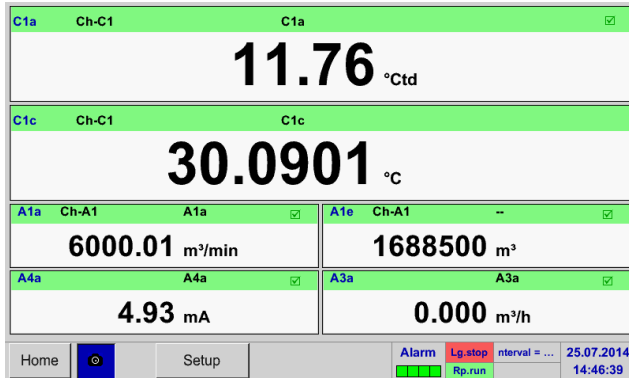 C1a Ch-C1 C1a
11.76 °Ctd
C1c Ch-C1 C1c
30.0901 °C
A1a Ch-A1 A1a
6000.01 m³/min
A1e Ch-A1 --
1688500 m³
A4a A4a
4.93 mA
A3a A3a
0.000 m³/h
Home Setup
Alarm
Lg.stop
Rp.run
nterval = ...
25.07.2014
14:46:39